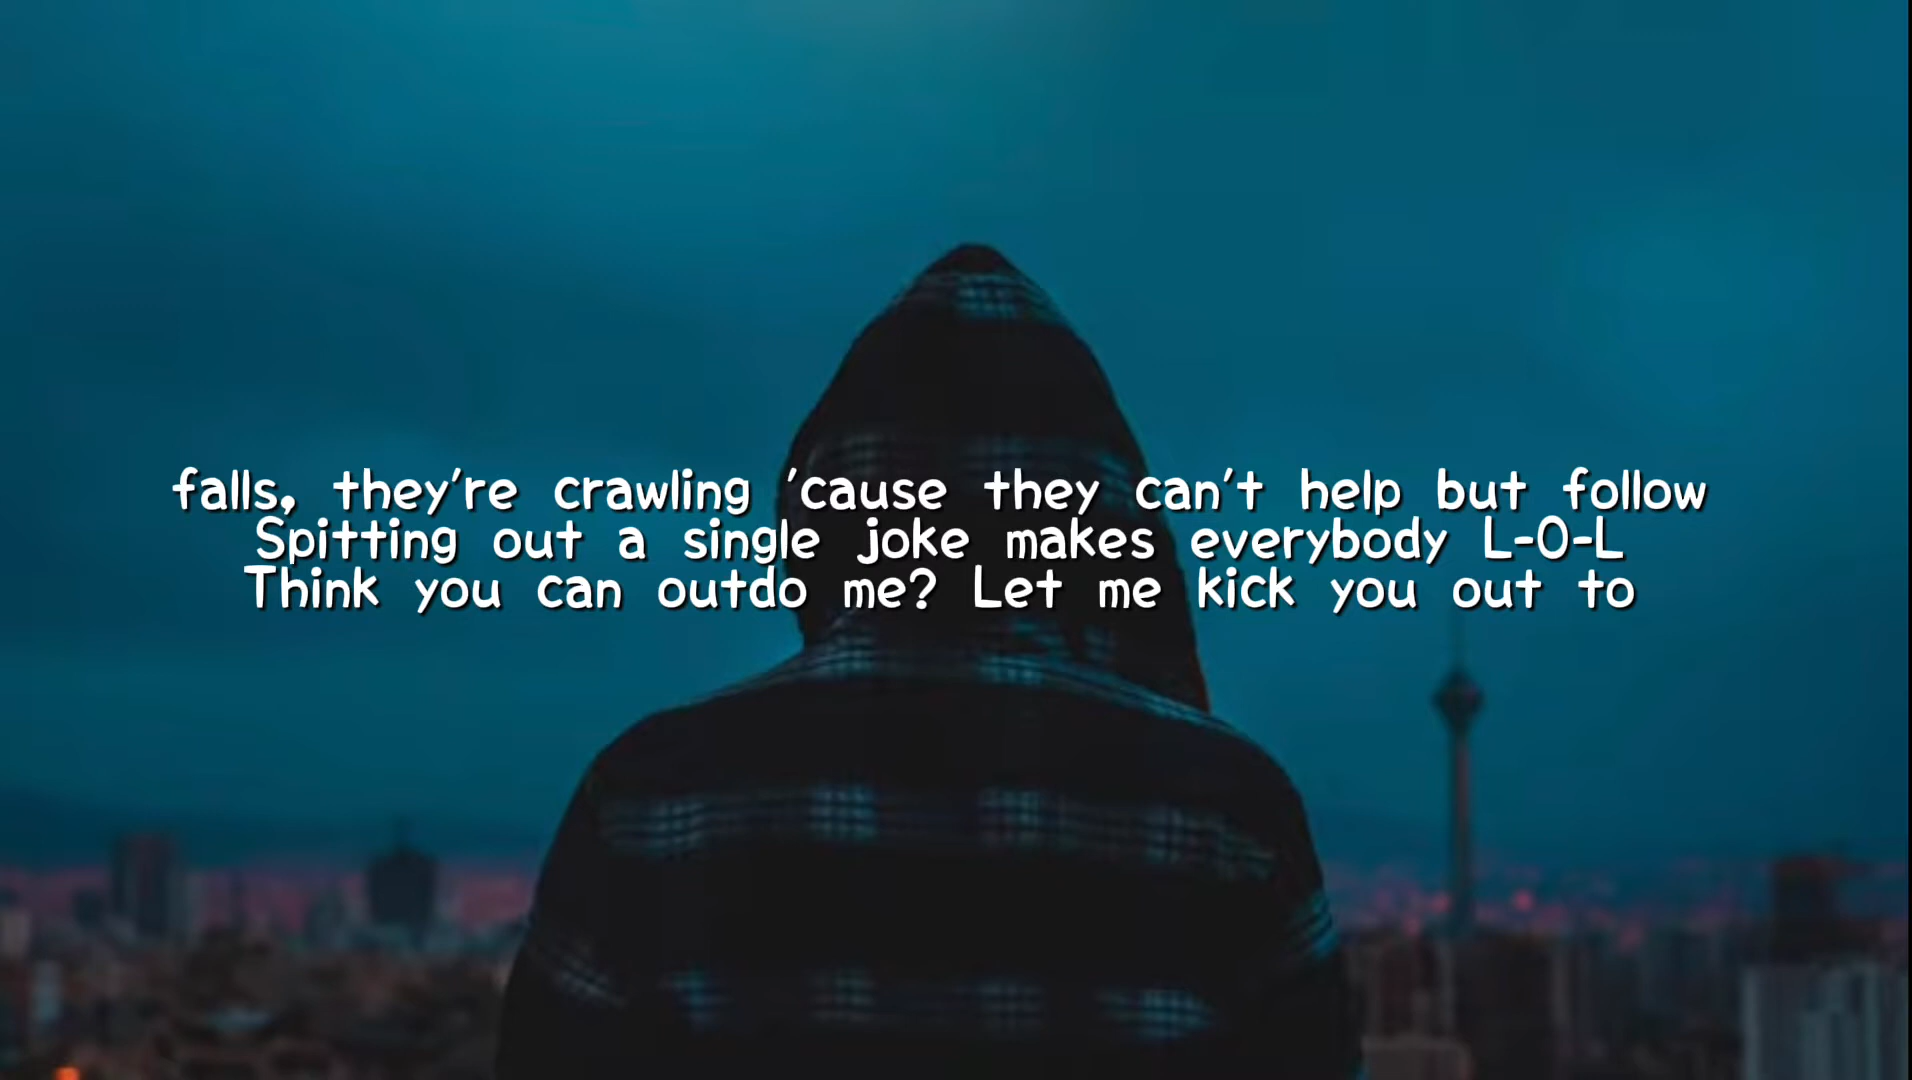 falls, they're crawling 'cause they can't help but follow
Spitting out a single joke makes everybody L-O-L
Think you can outdo me? Let me kick you out to